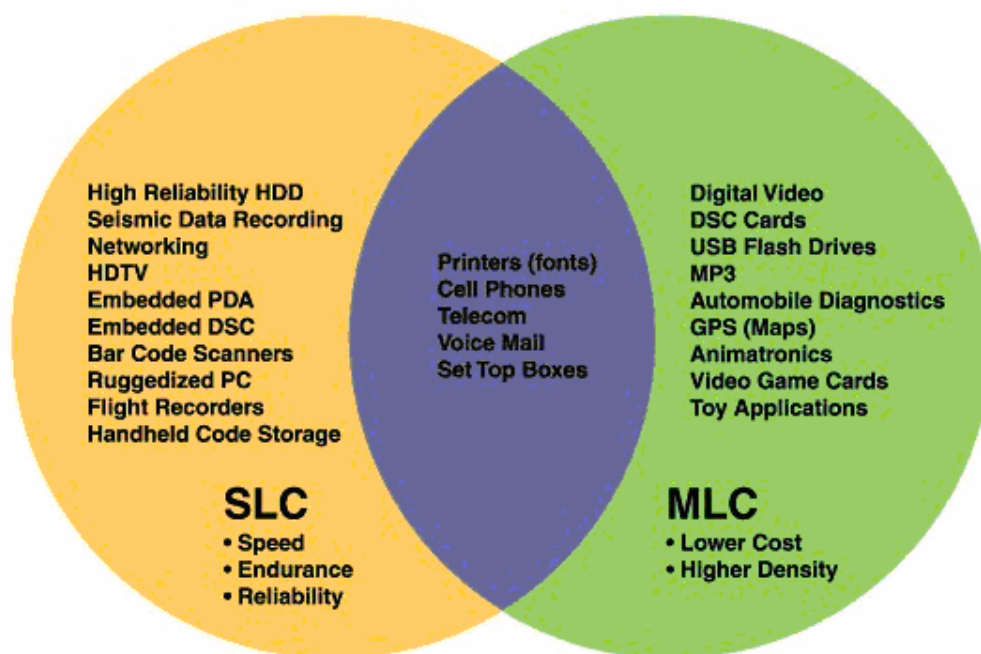 High Reliability HDD
Seismic Data Recording
Networking
HDTV
Embedded PDA
Embedded DSC
Bar Code Scanners
Ruggedized PC
Flight Recorders
Handheld Code Storage
SLC
• Speed
• Endurance
• Reliability
Printers (fonts)
Cell Phones
Telecom
Voice Mail
Set Top Boxes
Digital Video
DSC Cards
USB Flash Drives
MP3
Automobile Diagnostics
GPS (Maps)
Animatronics
Video Game Cards
Toy Applications
MLC
• Lower Cost
• Higher Density